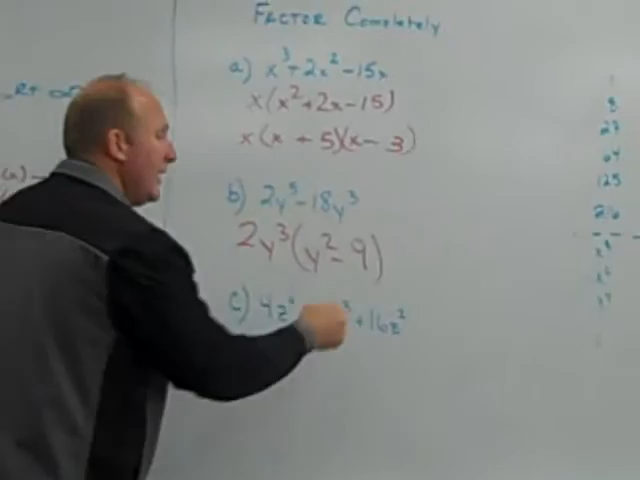 Factor Completely
a) x³+2x²-15x
x(x²+2x-15)
x(x + 5)(x - 3)
b) 2y⁵-18y³
2y³(y²-9)
c) 4z⁴ +16z²
8
27
64
125
216